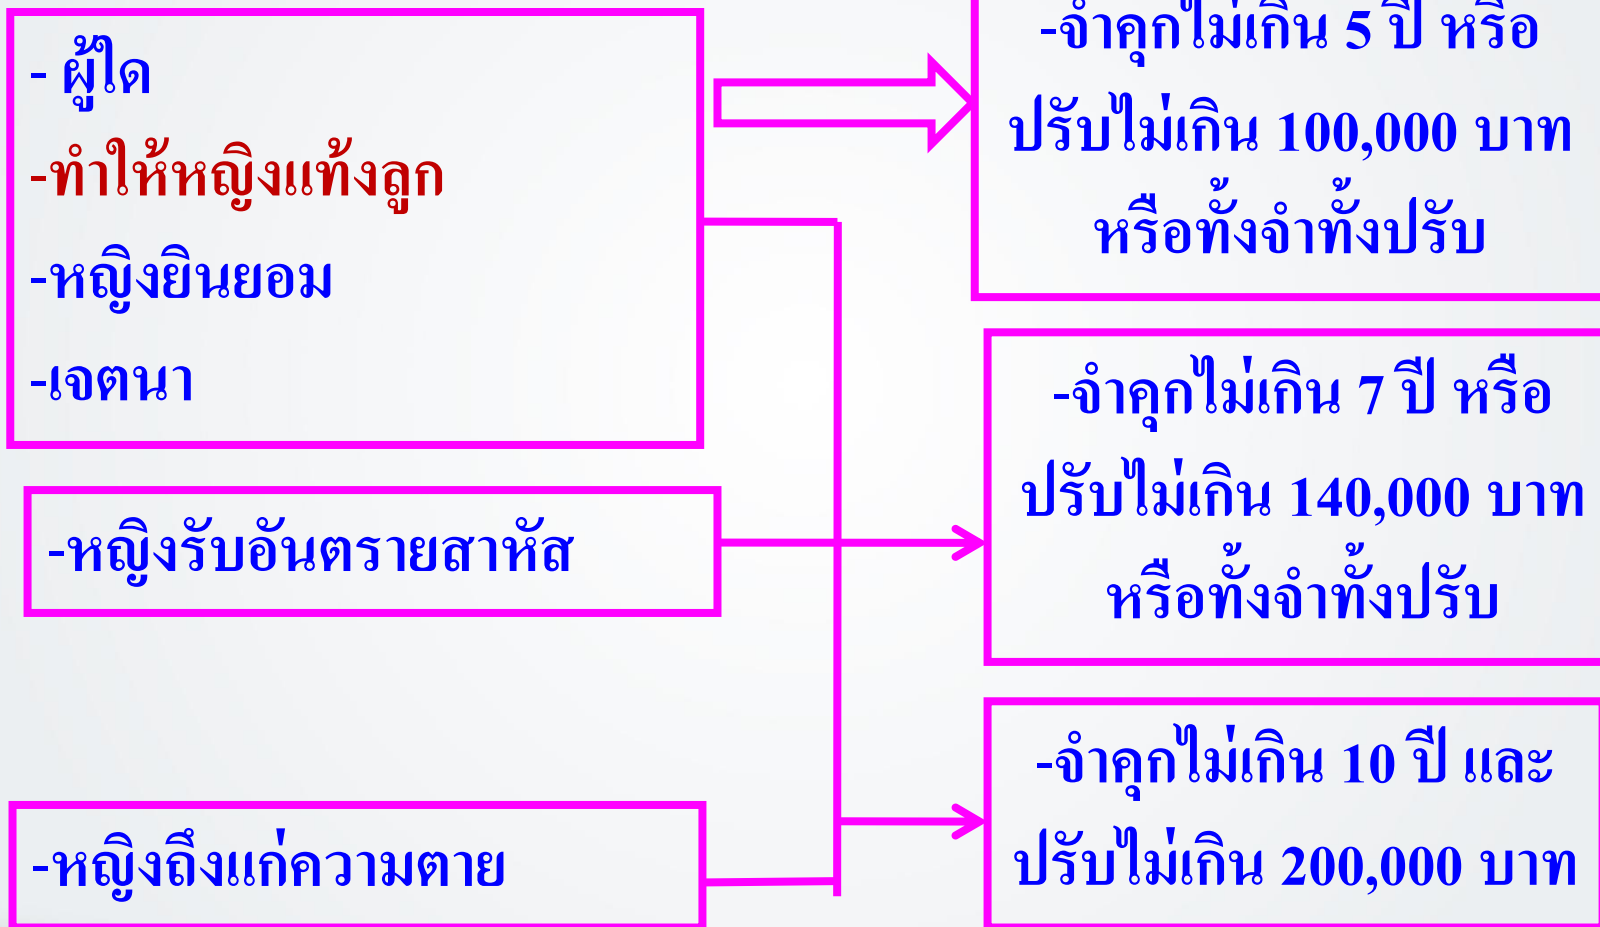 - ผู้ใด
-ทำให้หญิงแท้งลูก
-หญิงยินยอม
-เจตนา
-จำคุกไม่เกิน 5 ปี หรือ
ปรับไม่เกิน 100,000 บาท
หรือทั้งจำทั้งปรับ
-หญิงรับอันตรายสาหัส
-จำคุกไม่เกิน 7 ปี หรือ
ปรับไม่เกิน 140,000 บาท
หรือทั้งจำทั้งปรับ
-หญิงถึงแก่ความตาย
-จำคุกไม่เกิน 10 ปี และ
ปรับไม่เกิน 200,000 บาท